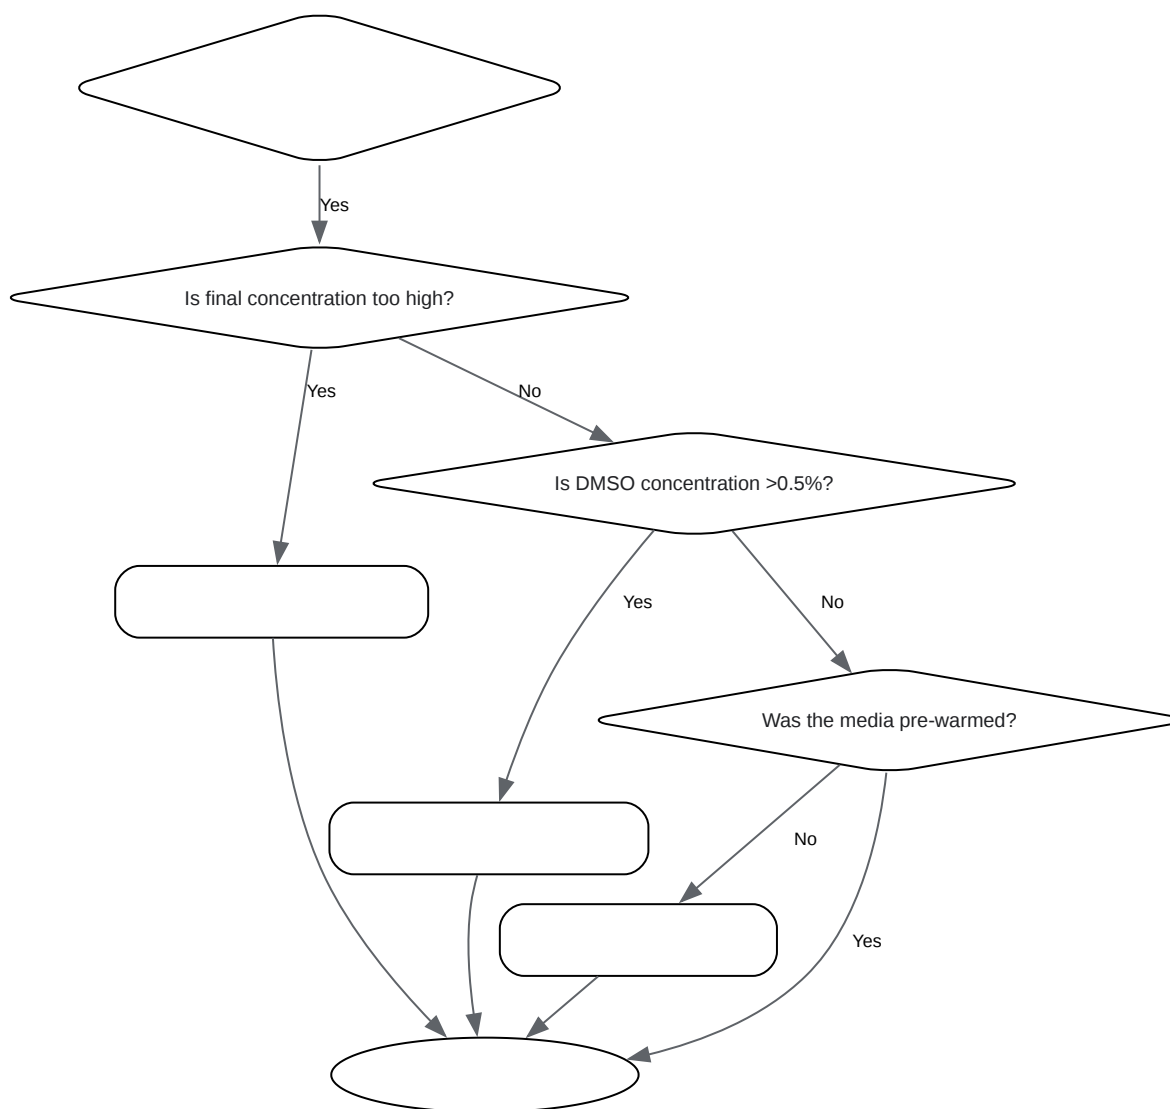 Yes
Is final concentration too high?
Yes
No
Is DMSO concentration >0.5%?
Yes
No
Was the media pre-warmed?
No
Yes